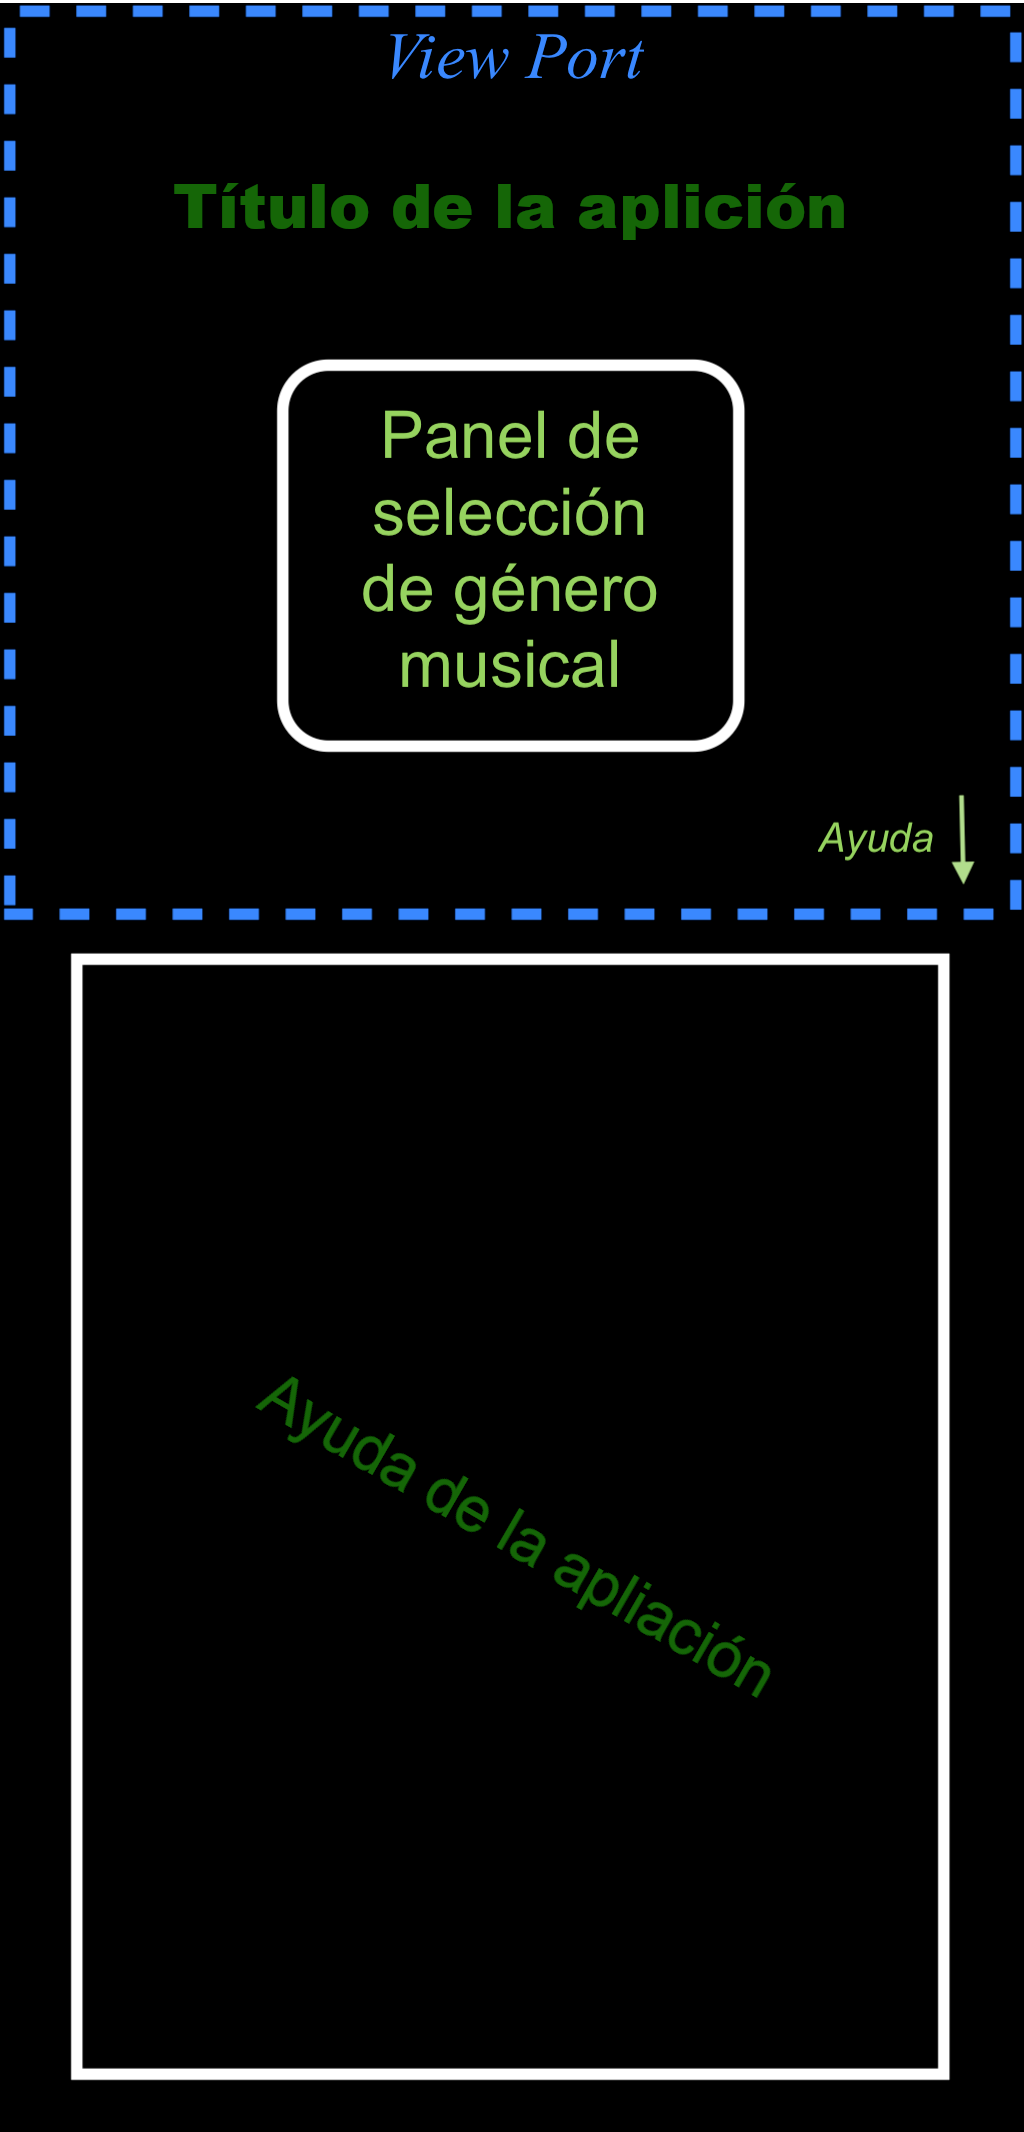 View Port
Título de la aplición
Panel de
selección
de género
musical
Ayuda
Ayuda de la apliación